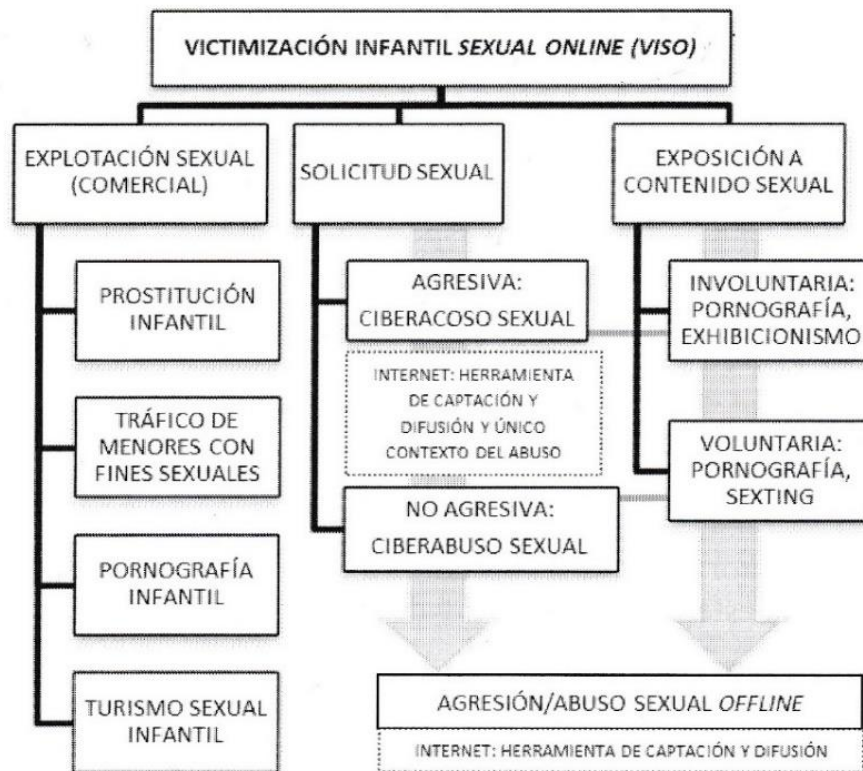 VICTIMIZACIÓN INFANTIL SEXUAL ONLINE (VISO)
EXPLOTACIÓN SEXUAL
(COMERCIAL)
PROSTITUCIÓN
INFANTIL
TRÁFICO DE
MENORES CON
FINES SEXUALES
PORNOGRAFÍA
INFANTIL
TURISMO SEXUAL
INFANTIL
SOLICITUD SEXUAL
AGRESIVA:
CIBERACOSO SEXUAL
INTERNET: HERRAMIENTA
DE CAPTACIÓN Y
DIFUSIÓN Y ÚNICO
CONTEXTO DEL ABUSO
NO AGRESIVA:
CIBERABUSO SEXUAL
EXPOSICIÓN A
CONTENIDO SEXUAL
INVOLUNTARIA:
PORNOGRAFÍA,
EXHIBICIONISMO
VOLUNTARIA:
PORNOGRAFÍA,
SEXTING
AGRESIÓN/ABUSO SEXUAL OFFLINE
INTERNET: HERRAMIENTA DE CAPTACIÓN Y DIFUSIÓN